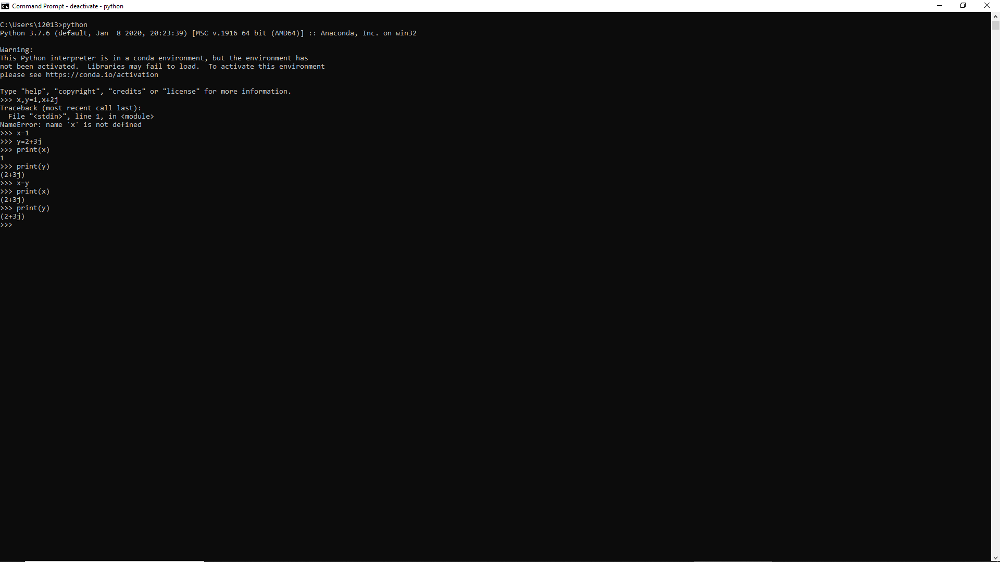 Command Prompt - deactivate - python
C:\Users\12013>python
Python 3.7.6 (default, Jan  8 2020, 20:23:39) [MSC v.1916 64 bit (AMD64)] :: Anaconda, Inc. on win32
Warning:
This Python interpreter is in a conda environment, but the environment has
not been activated.  Libraries may fail to load.  To activate this environment
please see https://conda.io/activation
Type "help", "copyright", "credits" or "license" for more information.
>>> x,y=1,x+2j
Traceback (most recent call last):
  File "<stdin>", line 1, in <module>
NameError: name 'x' is not defined
>>> x=1
>>> y=2+3j
>>> print(x)
1
>>> print(y)
(2+3j)
>>> x=y
>>> print(x)
(2+3j)
>>> print(y)
(2+3j)
>>>